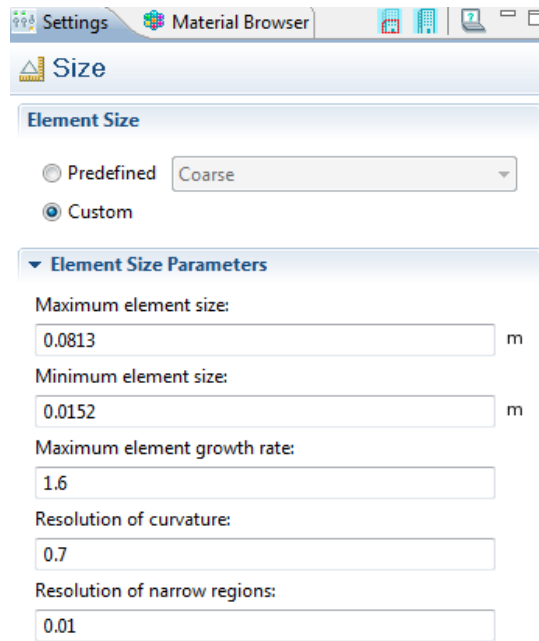 Settings Material Browser
Size
Element Size
Predefined Coarse
Custom
Element Size Parameters
Maximum element size:
0.0813 m
Minimum element size:
0.0152 m
Maximum element growth rate:
1.6
Resolution of curvature:
0.7
Resolution of narrow regions:
0.01